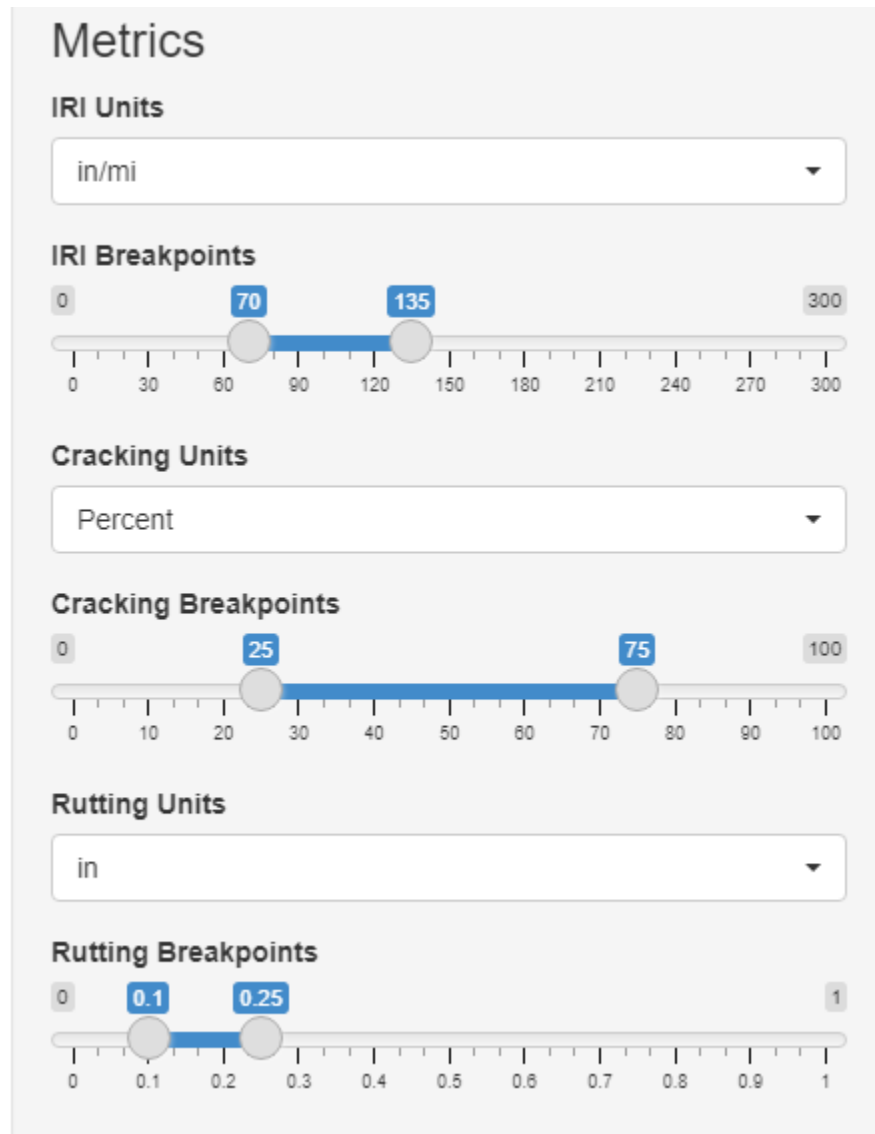 Metrics
IRI Units
in/mi
IRI Breakpoints
0 70 135 300
0 30 60 90 120 150 180 210 240 270 300
Cracking Units
Percent
Cracking Breakpoints
0 25 75 100
0 10 20 30 40 50 60 70 80 90 100
Rutting Units
in
Rutting Breakpoints
0 0.1 0.25 1
0 0.1 0.2 0.3 0.4 0.5 0.6 0.7 0.8 0.9 1